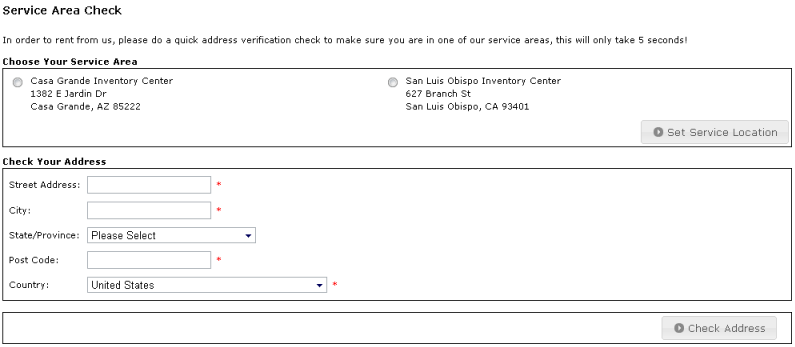 Service Area Check
In order to rent from us, please do a quick address verification check to make sure you are in one of our service areas, this will only take 5 seconds!
Choose Your Service Area
Casa Grande Inventory Center
1382 E Jardin Dr
Casa Grande, AZ 85222
San Luis Obispo Inventory Center
627 Branch St
San Luis Obispo, CA 93401
Set Service Location
Check Your Address
Street Address: *
City: *
State/Province: Please Select
Post Code: *
Country: United States *
Check Address